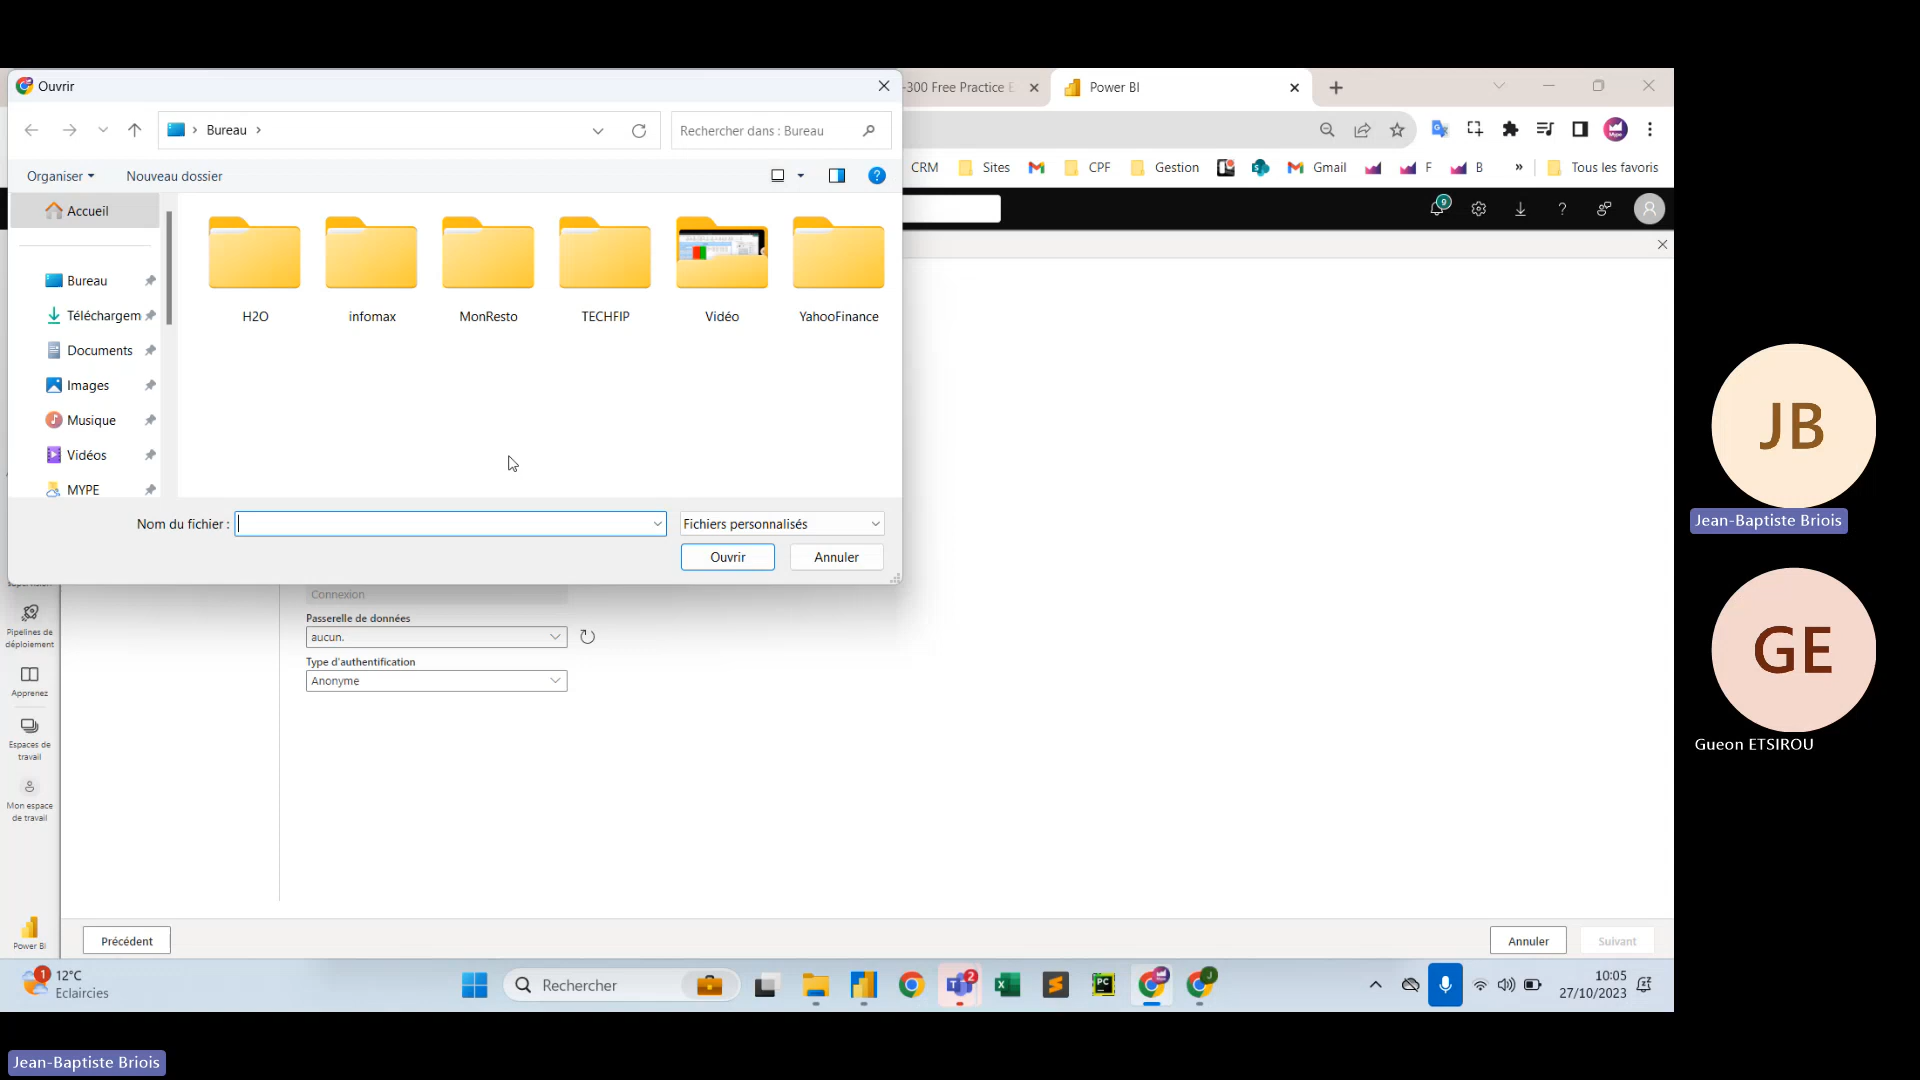 Ouvrir
-300 Free Practice E
Power BI
Bureau
Rechercher dans : Bureau
CRM
Sites
CPF
Gestion
Gmail
F
B
»
Tous les favoris
Organiser
Nouveau dossier
9
Accueil
Bureau
Téléchargem
Documents
Images
Musique
Vidéos
MYPE
H2O
infomax
MonResto
TECHFIP
Vidéo
YahooFinance
Nom du fichier :
Fichiers personnalisés
Ouvrir
Annuler
Connexion
Passerelle de données
aucun.
Type d'authentification
Anonyme
Pipelines de
déploiement
Apprenez
Espaces de
travail
Mon espace
de travail
Power BI
Précédent
Annuler
Suivant
1
12°C
Eclaircies
Rechercher
2
PC
J
10:05
27/10/2023
JB
Jean-Baptiste Briois
GE
Gueon ETSIROU
Jean-Baptiste Briois